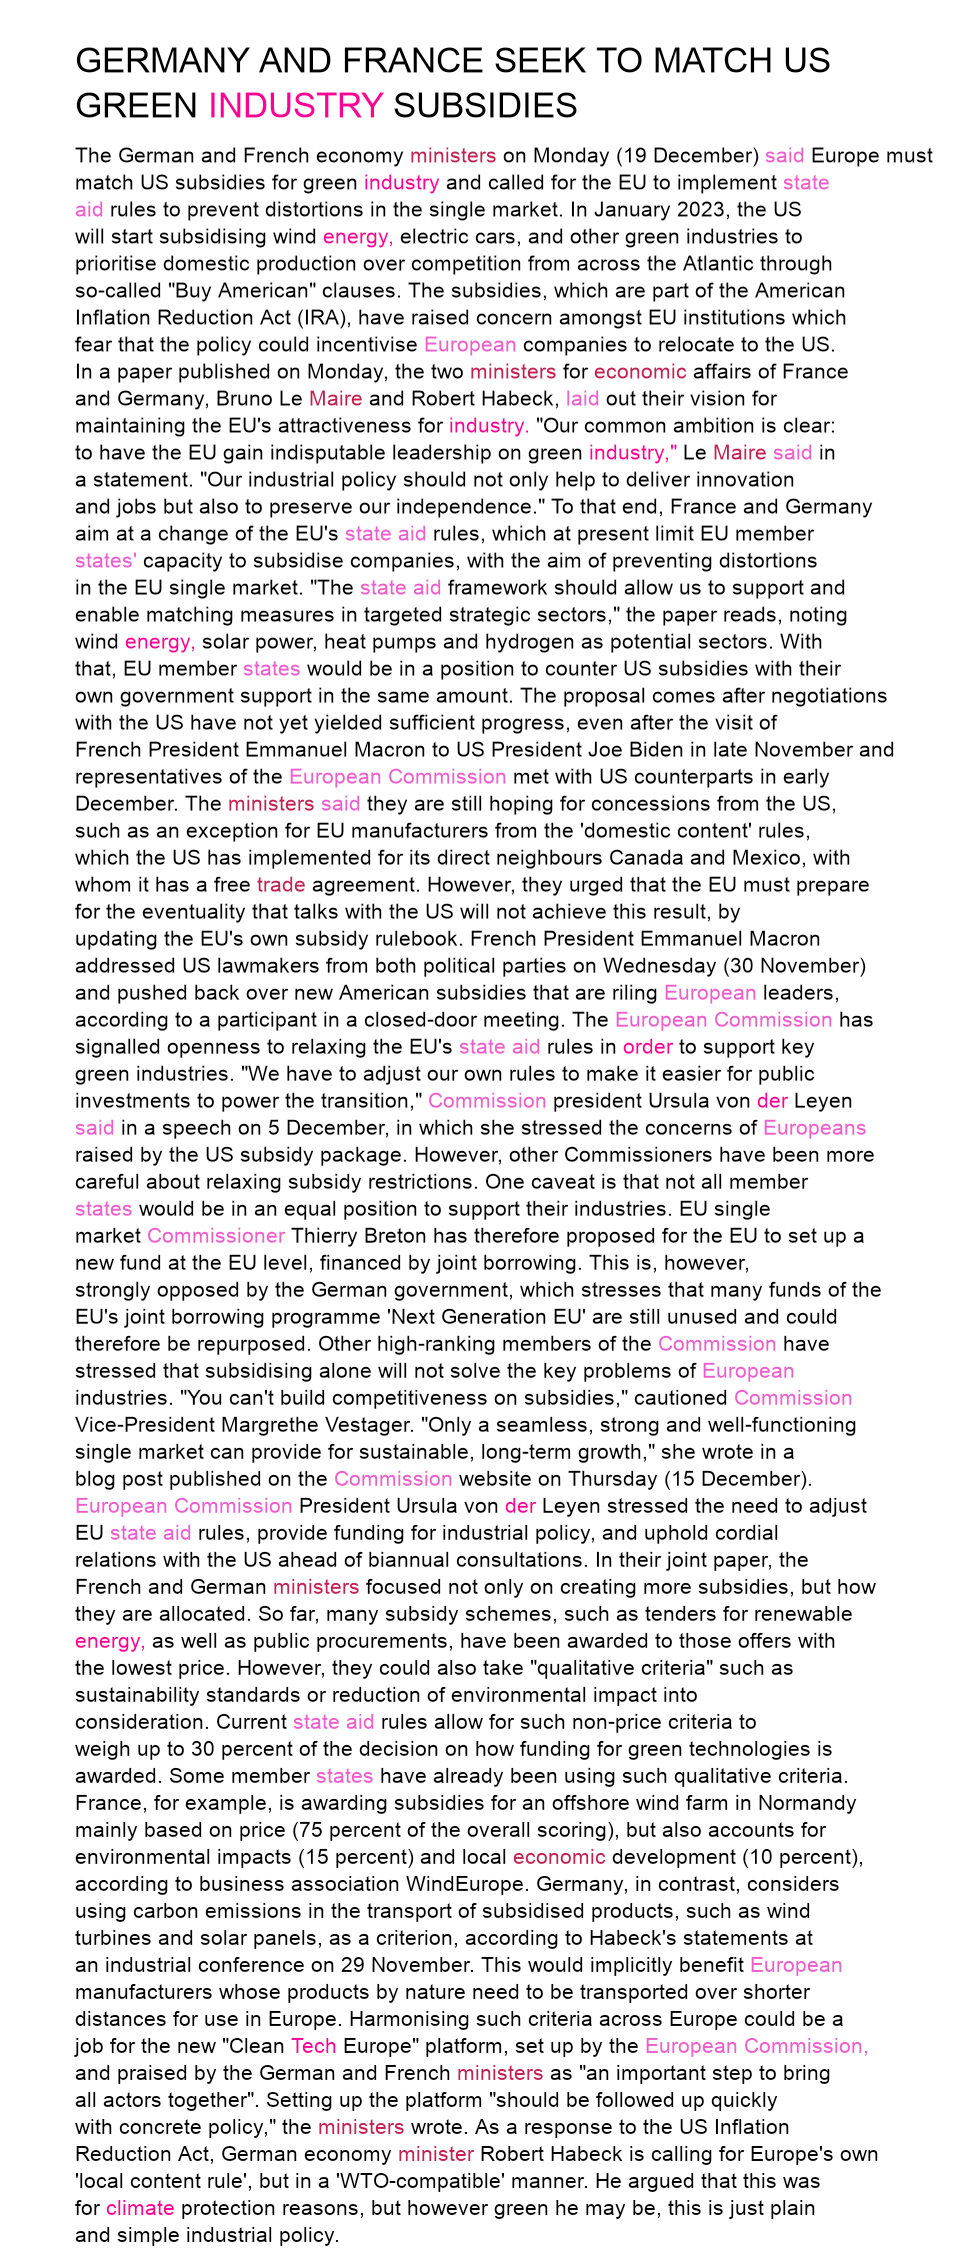 GERMANY AND FRANCE SEEK TO MATCH US
GREEN INDUSTRY SUBSIDIES
The German and French economy ministers on Monday (19 December) said Europe must
match US subsidies for green industry and called for the EU to implement state
aid rules to prevent distortions in the single market. In January 2023, the US
will start subsidising wind energy, electric cars, and other green industries to
prioritise domestic production over competition from across the Atlantic through
so-called "Buy American" clauses. The subsidies, which are part of the American
Inflation Reduction Act (IRA), have raised concern amongst EU institutions which
fear that the policy could incentivise European companies to relocate to the US.
In a paper published on Monday, the two ministers for economic affairs of France
and Germany, Bruno Le Maire and Robert Habeck, laid out their vision for
maintaining the EU's attractiveness for industry. "Our common ambition is clear:
to have the EU gain indisputable leadership on green industry," Le Maire said in
a statement. "Our industrial policy should not only help to deliver innovation
and jobs but also to preserve our independence." To that end, France and Germany
aim at a change of the EU's state aid rules, which at present limit EU member
states' capacity to subsidise companies, with the aim of preventing distortions
in the EU single market. "The state aid framework should allow us to support and
enable matching measures in targeted strategic sectors," the paper reads, noting
wind energy, solar power, heat pumps and hydrogen as potential sectors. With
that, EU member states would be in a position to counter US subsidies with their
own government support in the same amount. The proposal comes after negotiations
with the US have not yet yielded sufficient progress, even after the visit of
French President Emmanuel Macron to US President Joe Biden in late November and
representatives of the European Commission met with US counterparts in early
December. The ministers said they are still hoping for concessions from the US,
such as an exception for EU manufacturers from the 'domestic content' rules,
which the US has implemented for its direct neighbours Canada and Mexico, with
whom it has a free trade agreement. However, they urged that the EU must prepare
for the eventuality that talks with the US will not achieve this result, by
updating the EU's own subsidy rulebook. French President Emmanuel Macron
addressed US lawmakers from both political parties on Wednesday (30 November)
and pushed back over new American subsidies that are riling European leaders,
according to a participant in a closed-door meeting. The European Commission has
signalled openness to relaxing the EU's state aid rules in order to support key
green industries. "We have to adjust our own rules to make it easier for public
investments to power the transition," Commission president Ursula von der Leyen
said in a speech on 5 December, in which she stressed the concerns of Europeans
raised by the US subsidy package. However, other Commissioners have been more
careful about relaxing subsidy restrictions. One caveat is that not all member
states would be in an equal position to support their industries. EU single
market Commissioner Thierry Breton has therefore proposed for the EU to set up a
new fund at the EU level, financed by joint borrowing. This is, however,
strongly opposed by the German government, which stresses that many funds of the
EU's joint borrowing programme 'Next Generation EU' are still unused and could
therefore be repurposed. Other high-ranking members of the Commission have
stressed that subsidising alone will not solve the key problems of European
industries. "You can't build competitiveness on subsidies," cautioned Commission
Vice-President Margrethe Vestager. "Only a seamless, strong and well-functioning
single market can provide for sustainable, long-term growth," she wrote in a
blog post published on the Commission website on Thursday (15 December).
European Commission President Ursula von der Leyen stressed the need to adjust
EU state aid rules, provide funding for industrial policy, and uphold cordial
relations with the US ahead of biannual consultations. In their joint paper, the
French and German ministers focused not only on creating more subsidies, but how
they are allocated. So far, many subsidy schemes, such as tenders for renewable
energy, as well as public procurements, have been awarded to those offers with
the lowest price. However, they could also take "qualitative criteria" such as
sustainability standards or reduction of environmental impact into
consideration. Current state aid rules allow for such non-price criteria to
weigh up to 30 percent of the decision on how funding for green technologies is
awarded. Some member states have already been using such qualitative criteria.
France, for example, is awarding subsidies for an offshore wind farm in Normandy
mainly based on price (75 percent of the overall scoring), but also accounts for
environmental impacts (15 percent) and local economic development (10 percent),
according to business association WindEurope. Germany, in contrast, considers
using carbon emissions in the transport of subsidised products, such as wind
turbines and solar panels, as a criterion, according to Habeck's statements at
an industrial conference on 29 November. This would implicitly benefit European
manufacturers whose products by nature need to be transported over shorter
distances for use in Europe. Harmonising such criteria across Europe could be a
job for the new "Clean Tech Europe" platform, set up by the European Commission,
and praised by the German and French ministers as "an important step to bring
all actors together". Setting up the platform "should be followed up quickly
with concrete policy," the ministers wrote. As a response to the US Inflation
Reduction Act, German economy minister Robert Habeck is calling for Europe's own
'local content rule', but in a 'WTO-compatible' manner. He argued that this was
for climate protection reasons, but however green he may be, this is just plain
and simple industrial policy.